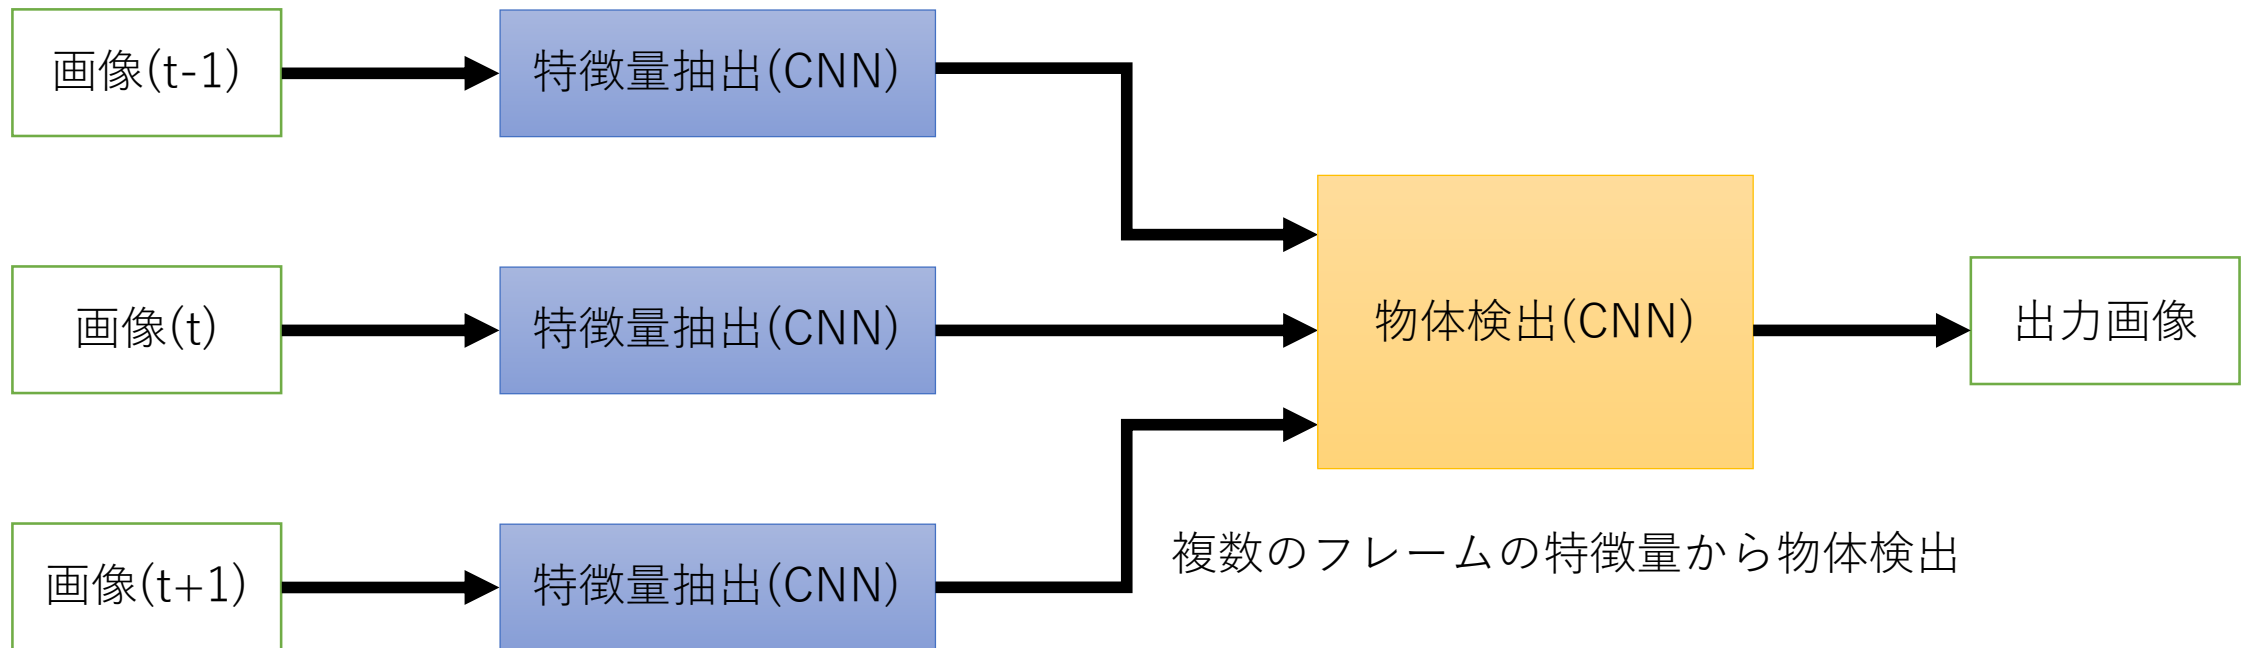 画像(t-1)
特徴量抽出(CNN)
画像(t)
特徴量抽出(CNN)
物体検出(CNN)
出力画像
画像(t+1)
特徴量抽出(CNN)
複数のフレームの特徴量から物体検出